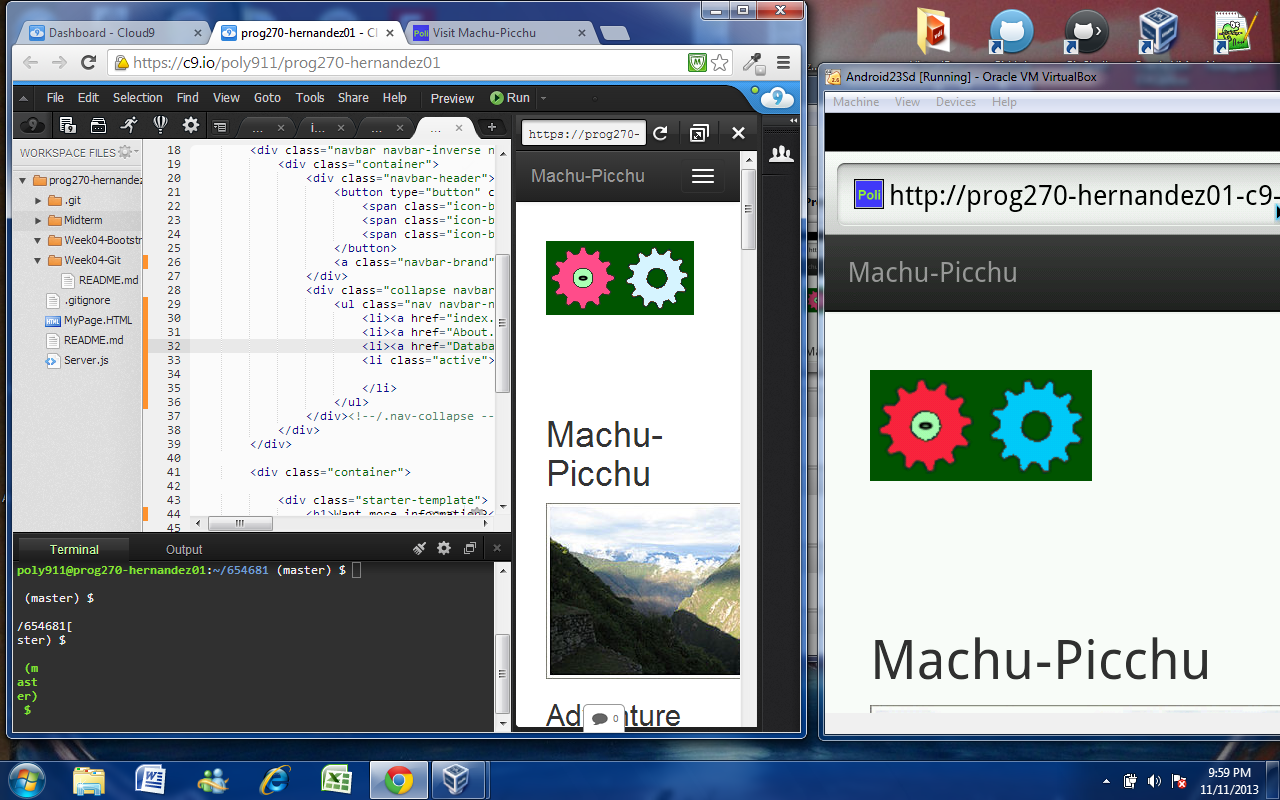 Dashboard - Cloud9
prog270-hernandez01 - Cl
Poli Visit Machu-Picchu
https://c9.io/poly911/prog270-hernandez01
File Edit Selection Find View Goto Tools Share Help Preview Run
... i... ... ...
https://prog270-
WORKSPACE FILES
prog270-hernandez
.git
Midterm
Week04-Bootstr
Week04-Git
README.md
.gitignore
MyPage.HTML
README.md
Server.js
18 <div class="navbar navbar-inverse n
19 <div class="container">
20 <div class="navbar-header">
21 <button type="button" c
22 <span class="icon-b
23 <span class="icon-b
24 <span class="icon-b
25 </button>
26 <a class="navbar-brand"
27 </div>
28 <div class="collapse navbar
29 <ul class="nav navbar-n
30 <li><a href="index.
31 <li><a href="About.
32 <li><a href="Databa
33 <li class="active">
34
35 </li>
36 </ul>
37 </div><!--/.nav-collapse --
38 </div>
39 </div>
40
41 <div class="container">
42
43 <div class="starter-template">
44 <h1>Want more information<
45
Machu-Picchu
Machu-
Picchu
Adventure
0
Terminal Output
poly911@prog270-hernandez01:~/654681 (master) $
(master) $
/654681[
ster) $
(m
ast
er)
$
Android23Sd [Running] - Oracle VM VirtualBox
Machine View Devices Help
Poli http://prog270-hernandez01-c9-
Machu-Picchu
Machu-Picchu
9:59 PM
11/11/2013